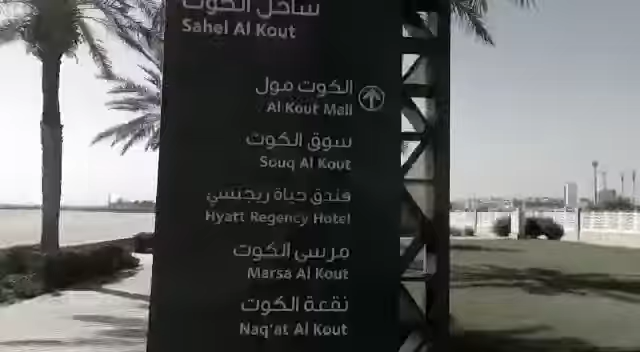 ساحل الكوت
Sahel Al Kout
الكوت مول
Al Kout Mall
سوق الكوت
Souq Al Kout
فندق حياة ريجنسي
Hyatt Regency Hotel
مرسى الكوت
Marsa Al Kout
نقعة الكوت
Naq'at Al Kout